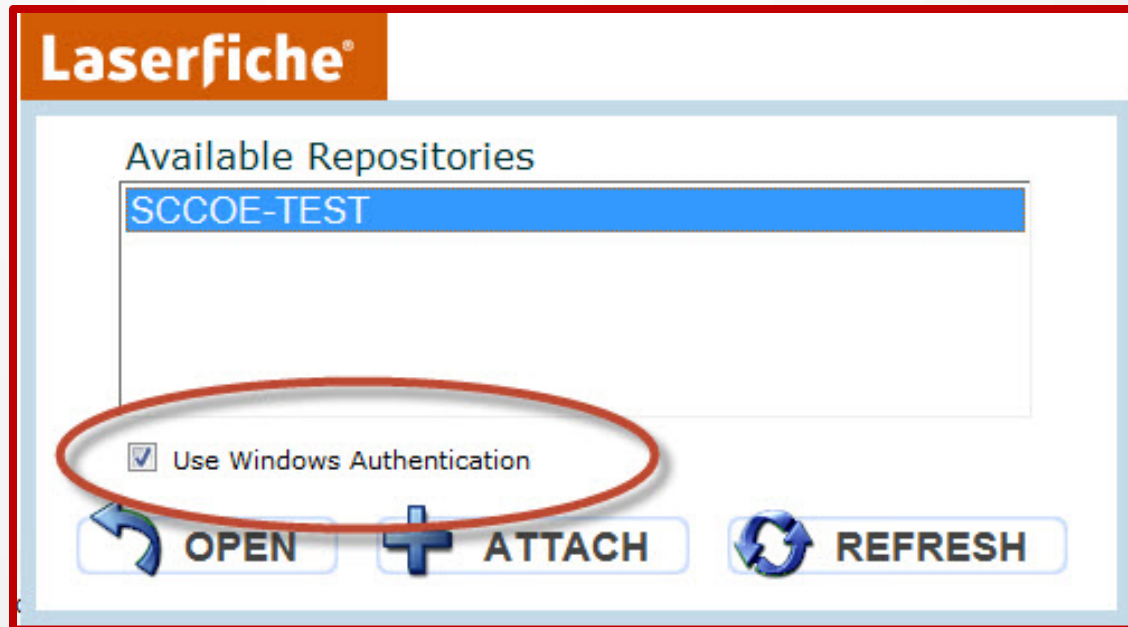 Laserfiche®
Available Repositories
SCCOE-TEST
Use Windows Authentication
OPEN ATTACH REFRESH